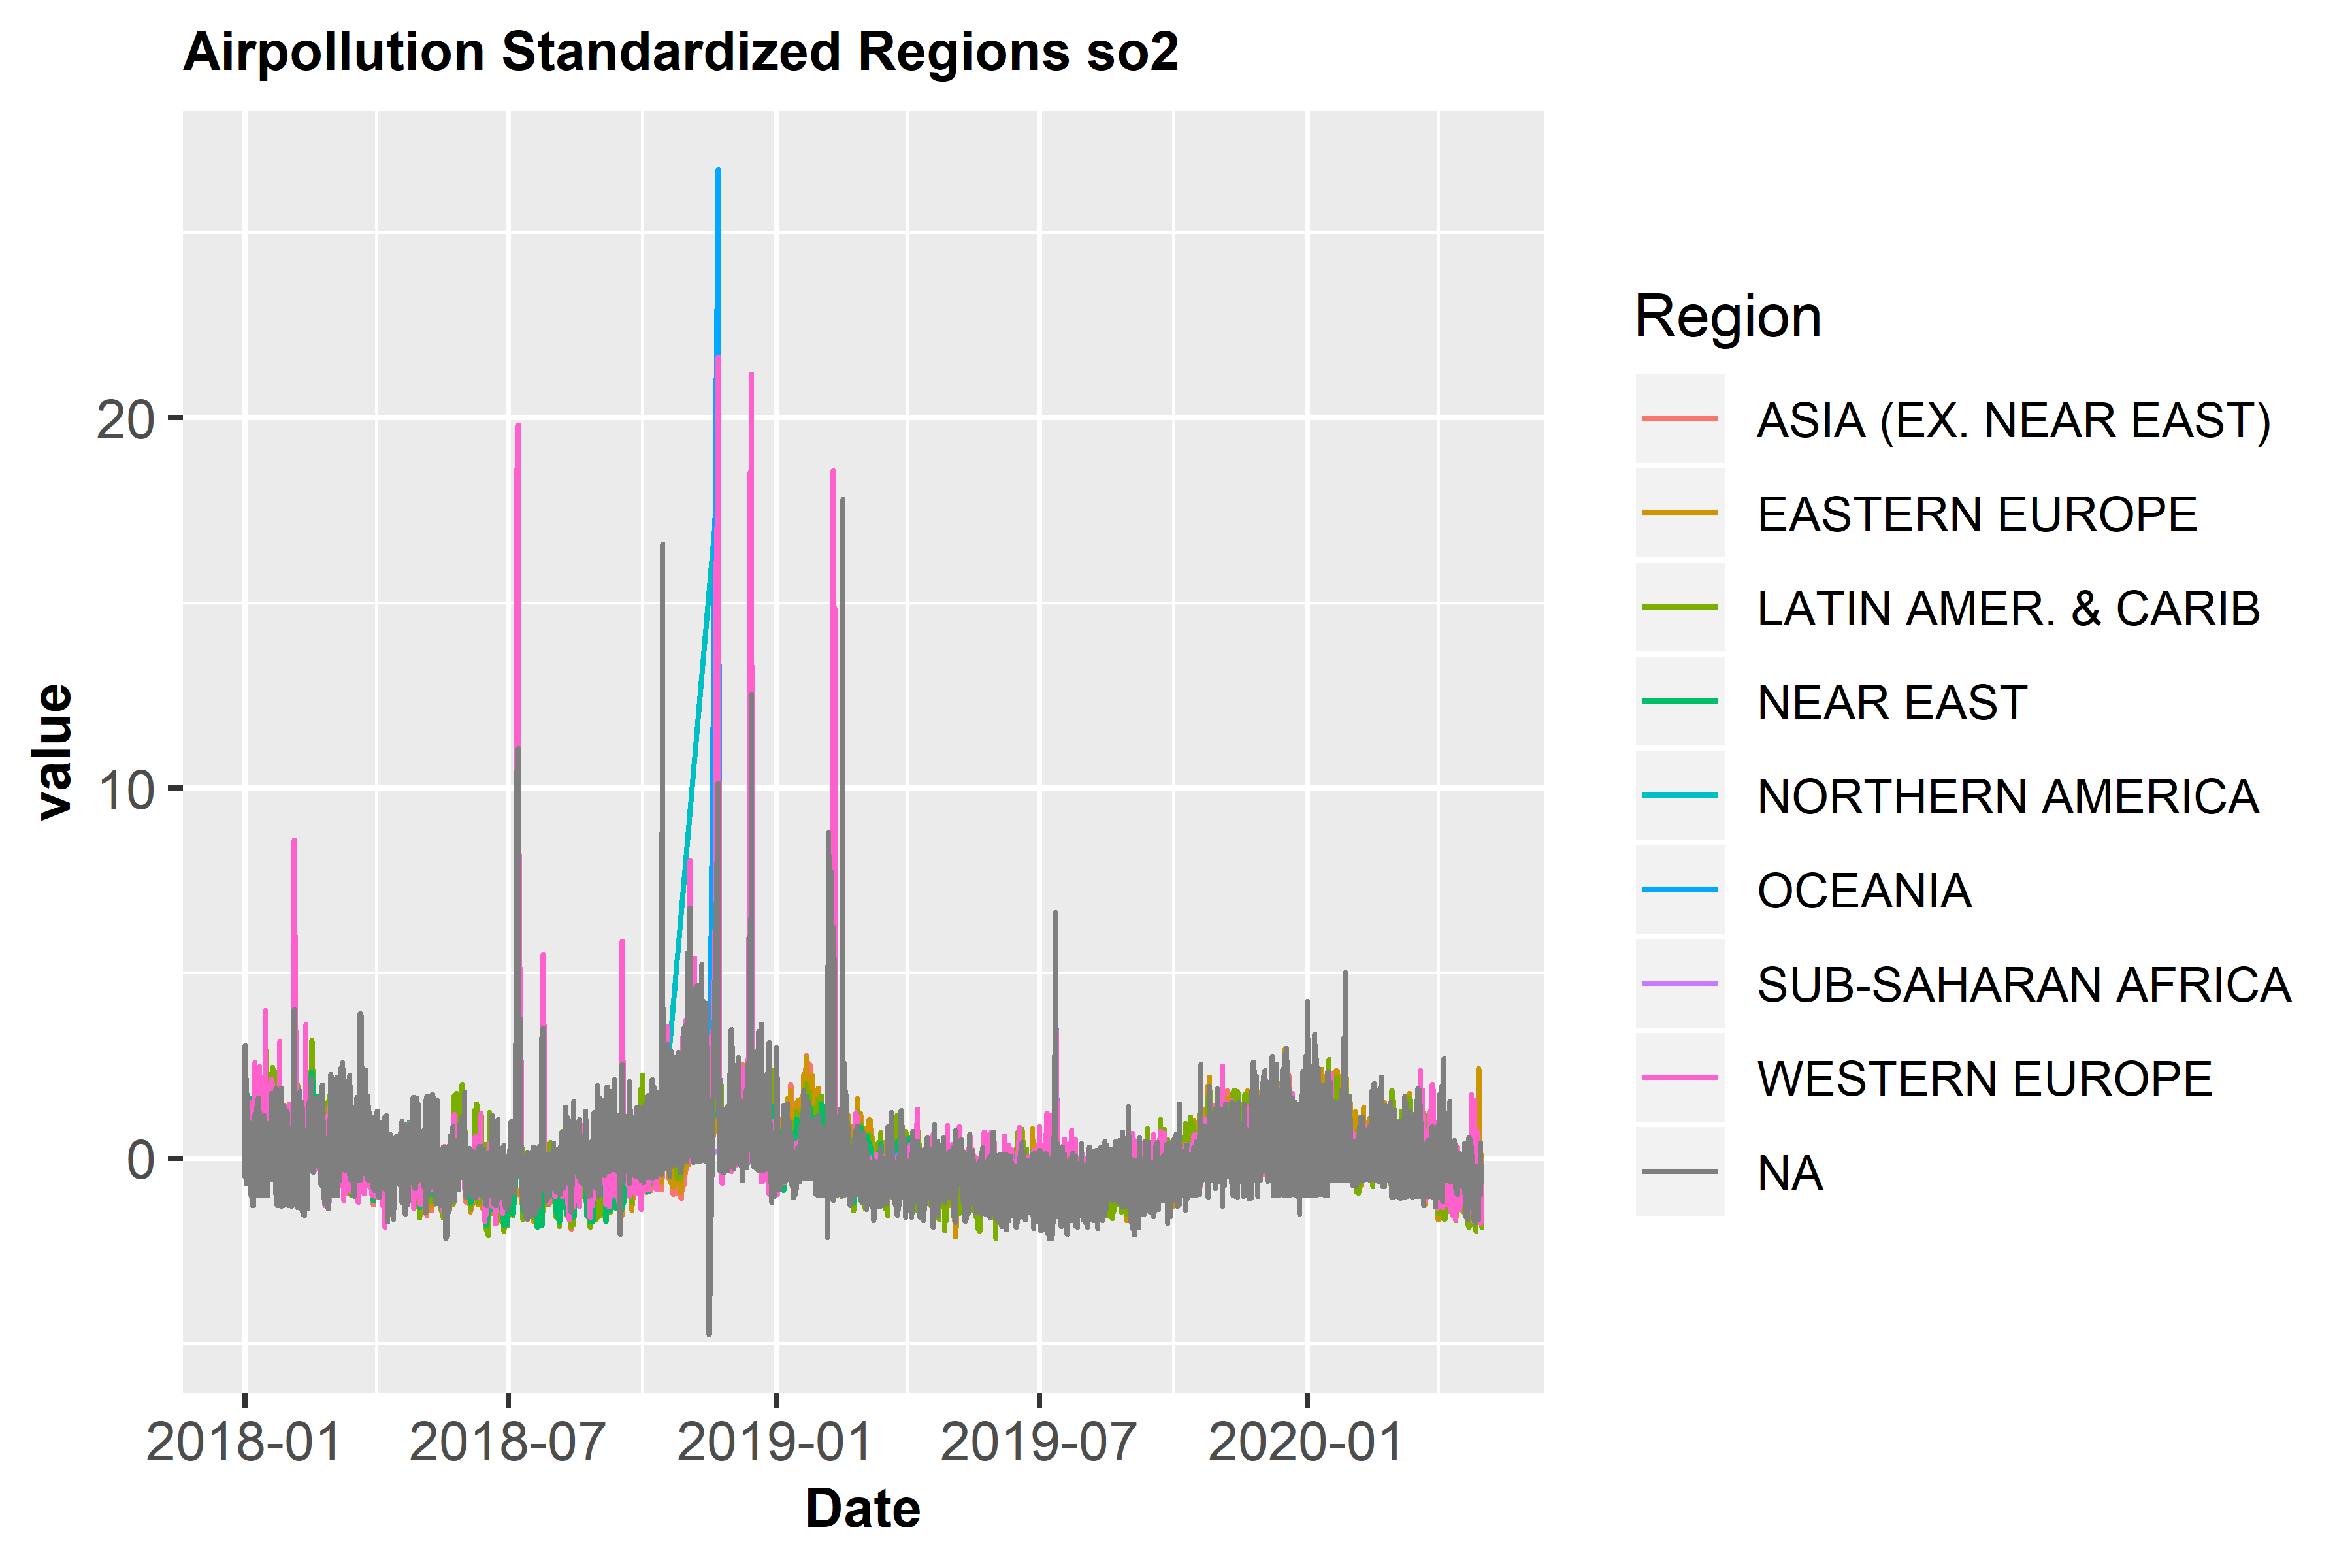 Airpollution Standardized Regions so2
value
20
10
0
2018-01
2018-07
2019-01
2019-07
2020-01
Date
Region
ASIA (EX. NEAR EAST)
EASTERN EUROPE
LATIN AMER. & CARIB
NEAR EAST
NORTHERN AMERICA
OCEANIA
SUB-SAHARAN AFRICA
WESTERN EUROPE
NA